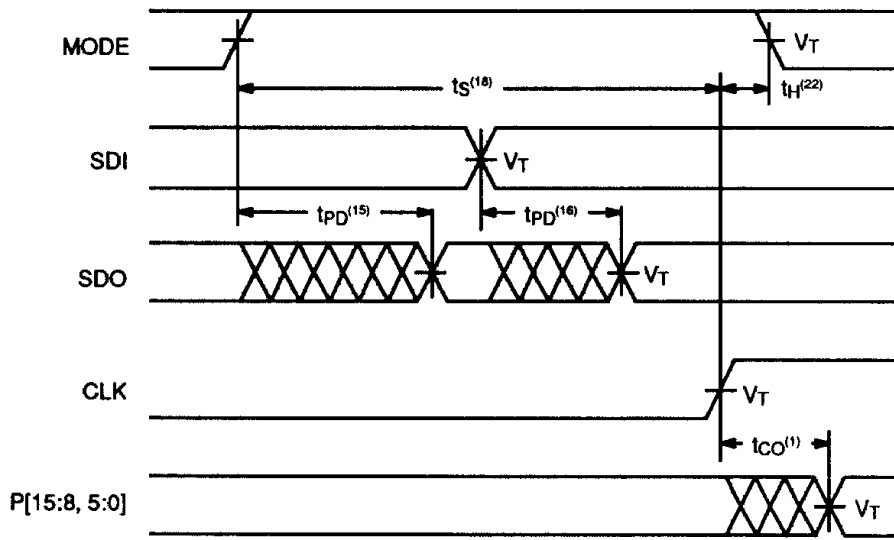 MODE
V_T
t_S^(18)
t_H^(22)
SDI
V_T
t_PD^(15)
t_PD^(16)
SDO
V_T
CLK
V_T
t_CO^(1)
P[15:8, 5:0]
V_T